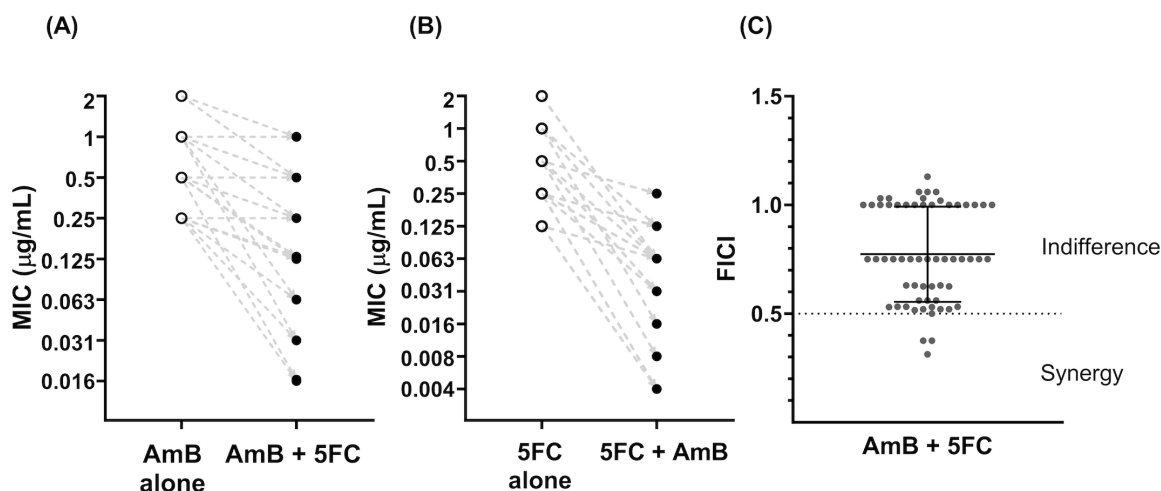 (A)
MIC (μg/mL)
2
1
0.5
0.25
0.125
0.063
0.031
0.016
AmB
alone
AmB + 5FC
(B)
MIC (μg/mL)
2
1
0.5
0.25
0.125
0.063
0.031
0.016
0.008
0.004
5FC
alone
5FC + AmB
(C)
FICI
1.5
1.0
0.5
Indifference
Synergy
AmB + 5FC